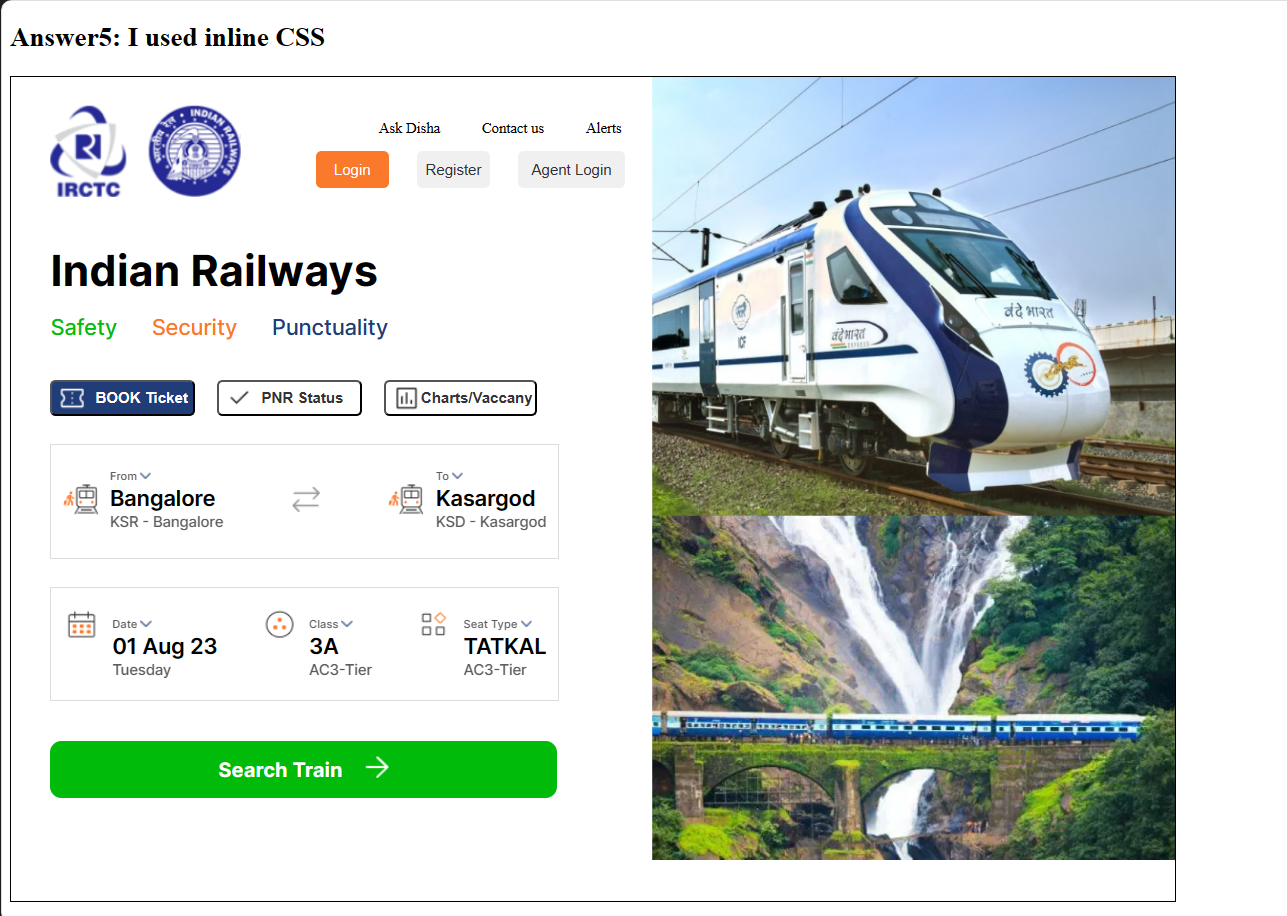 Answer5: I used inline CSS
IRCTC
INDIAN RAILWAYS
भारतीय रेल
Ask Disha Contact us Alerts
Login Register Agent Login
Indian Railways
Safety Security Punctuality
BOOK Ticket PNR Status Charts/Vaccany
From To
Bangalore Kasargod
KSR - Bangalore KSD - Kasargod
Date Class Seat Type
01 Aug 23 3A TATKAL
Tuesday AC3-Tier AC3-Tier
Search Train
वंदे भारत
ICF
वंदे भारत
EXPRESS